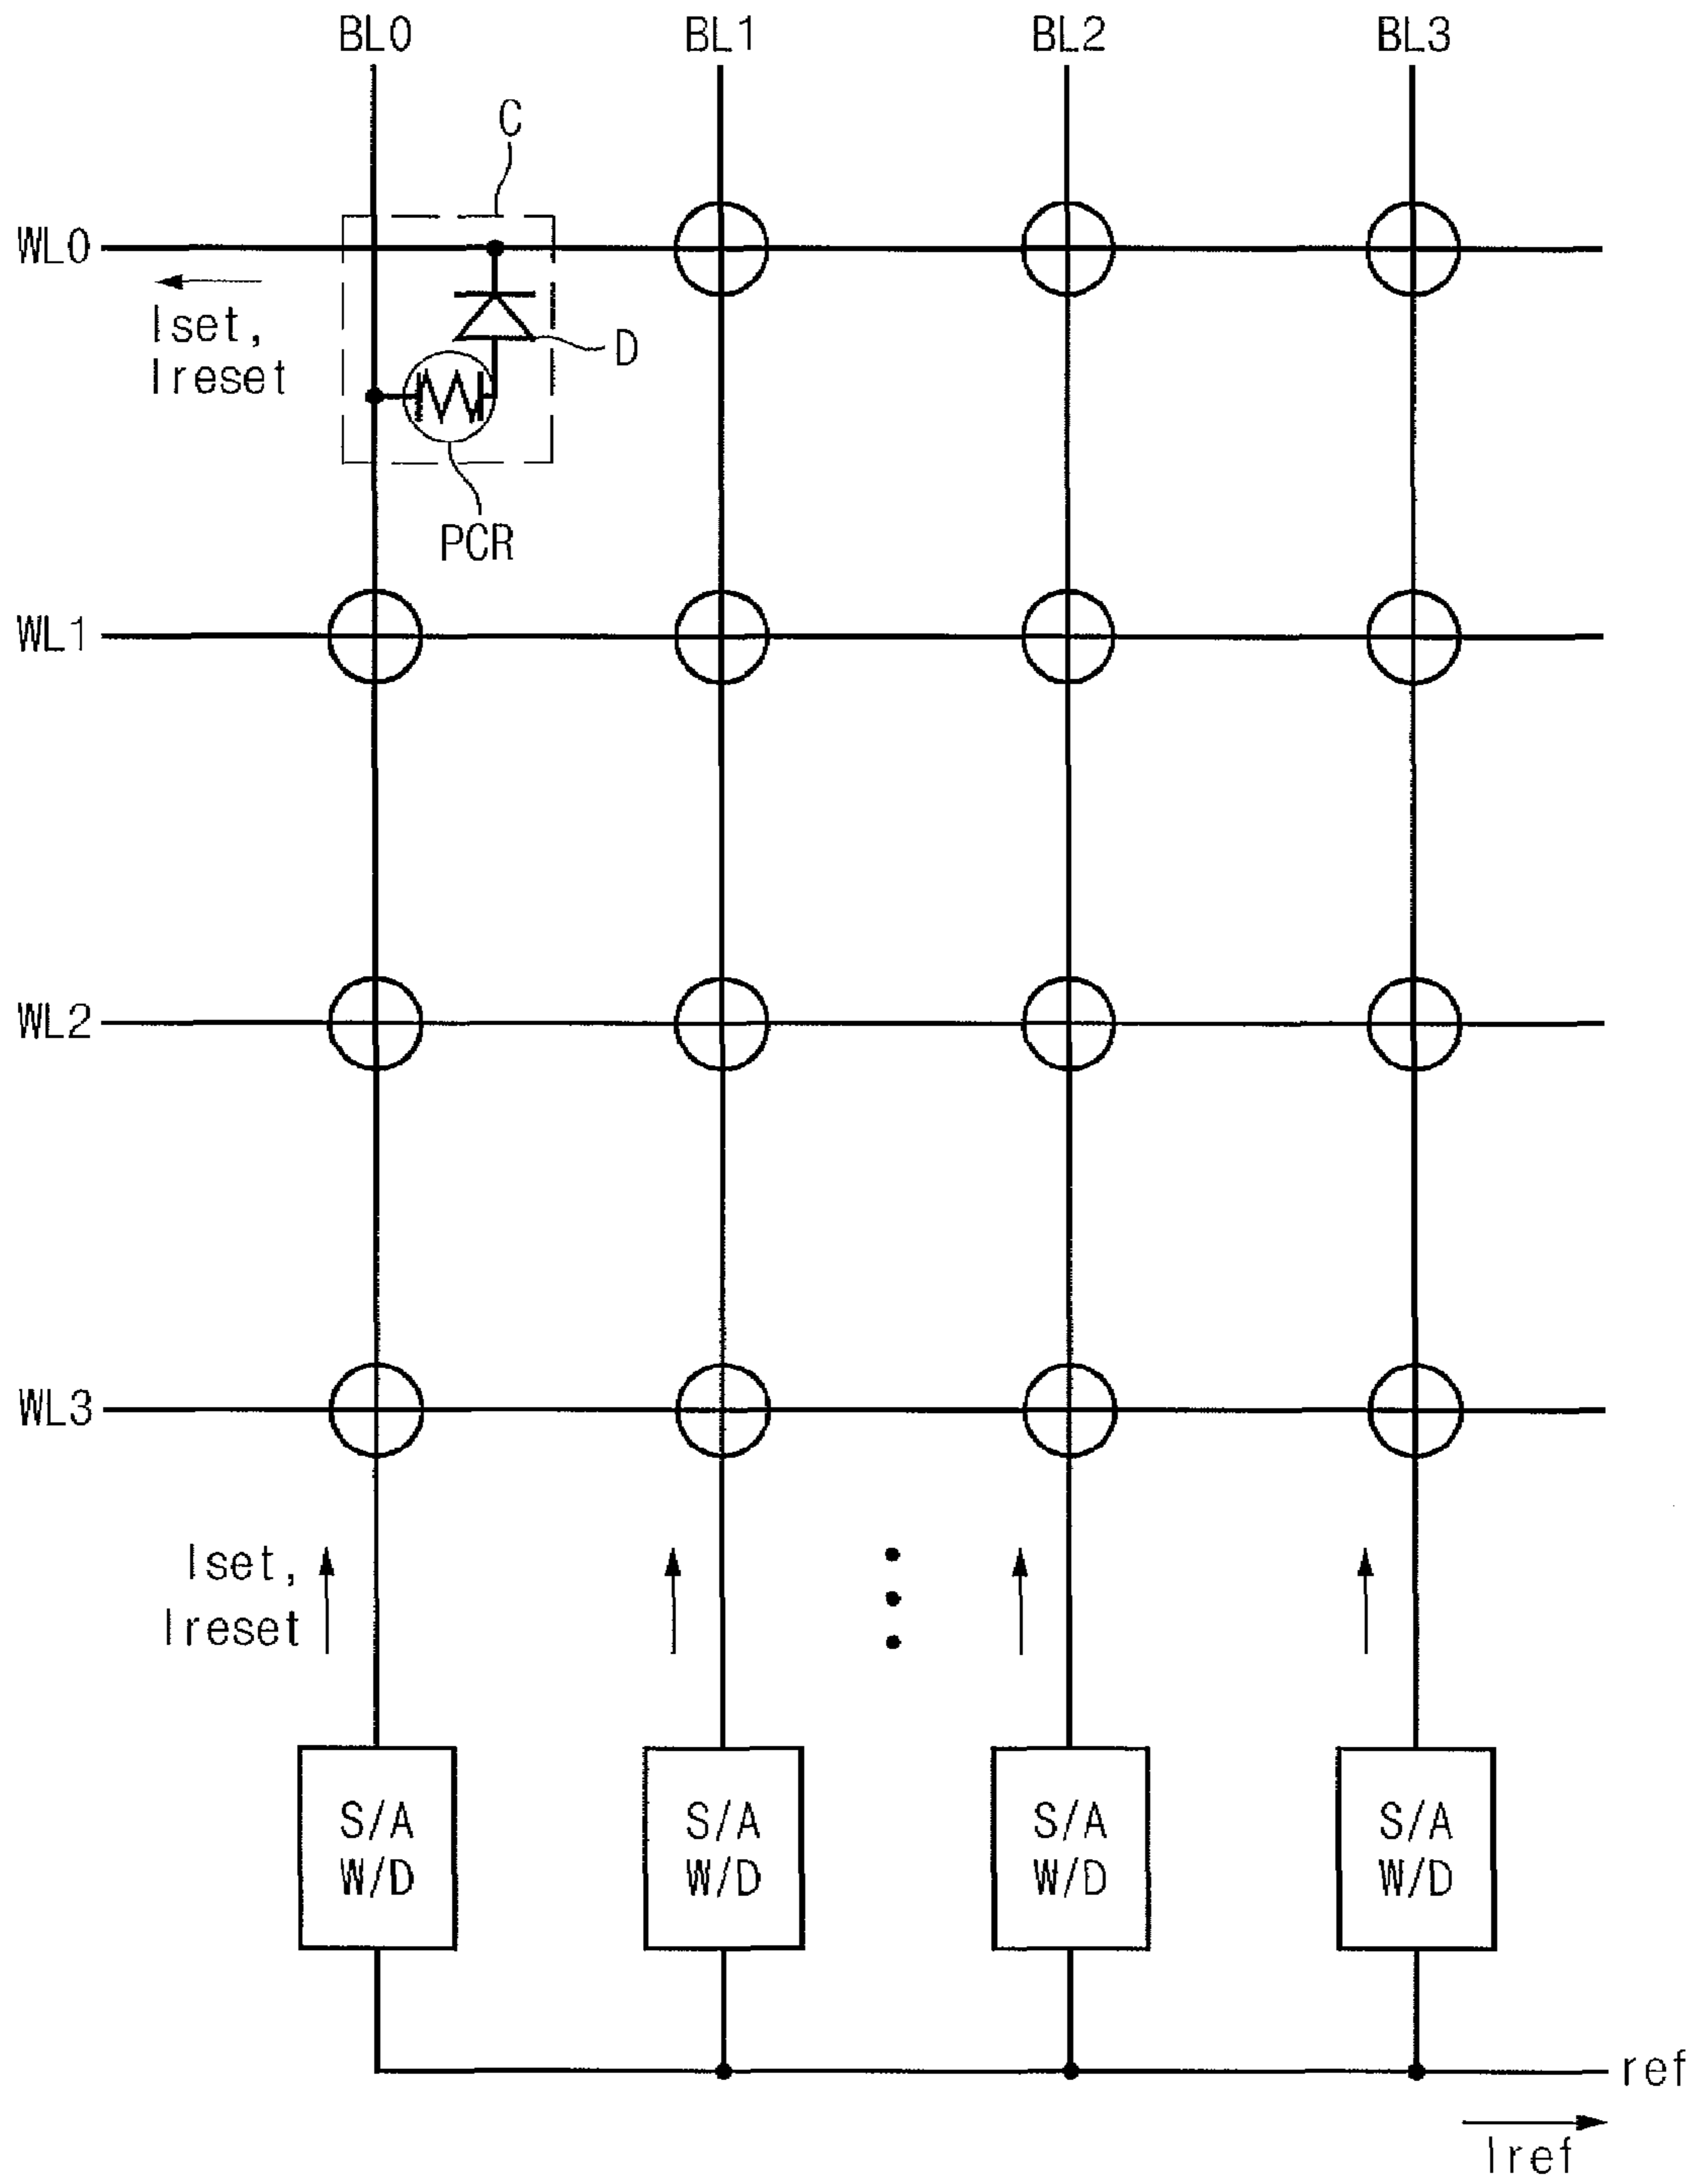 BL0 BL1 BL2 BL3
C
WL0
Iset,
Ireset
D
PCR
WL1
WL2
WL3
Iset,
Ireset
S/A S/A S/A S/A
W/D W/D W/D W/D
ref
Iref